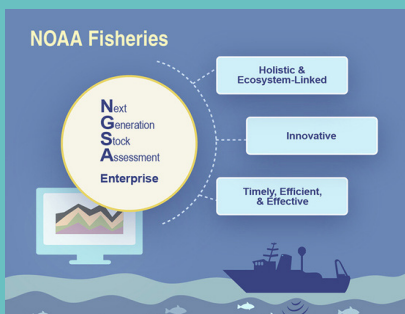 NOAA Fisheries
Next
Generation
Stock
Assessment
Enterprise
Holistic &
Ecosystem-Linked
Innovative
Timely, Efficient,
& Effective